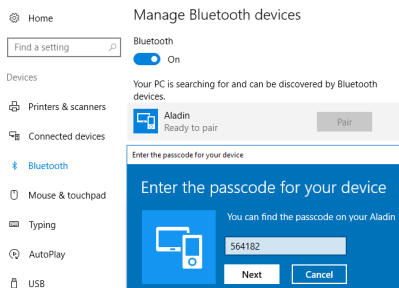 Home
Find a setting
Devices
Printers & scanners
Connected devices
Bluetooth
Mouse & touchpad
Typing
AutoPlay
USB
Manage Bluetooth devices
Bluetooth
On
Your PC is searching for and can be discovered by Bluetooth
devices.
Aladin
Ready to pair
Pair
Enter the passcode for your device
Enter the passcode for your device
You can find the passcode on your Aladin
564182
Next
Cancel